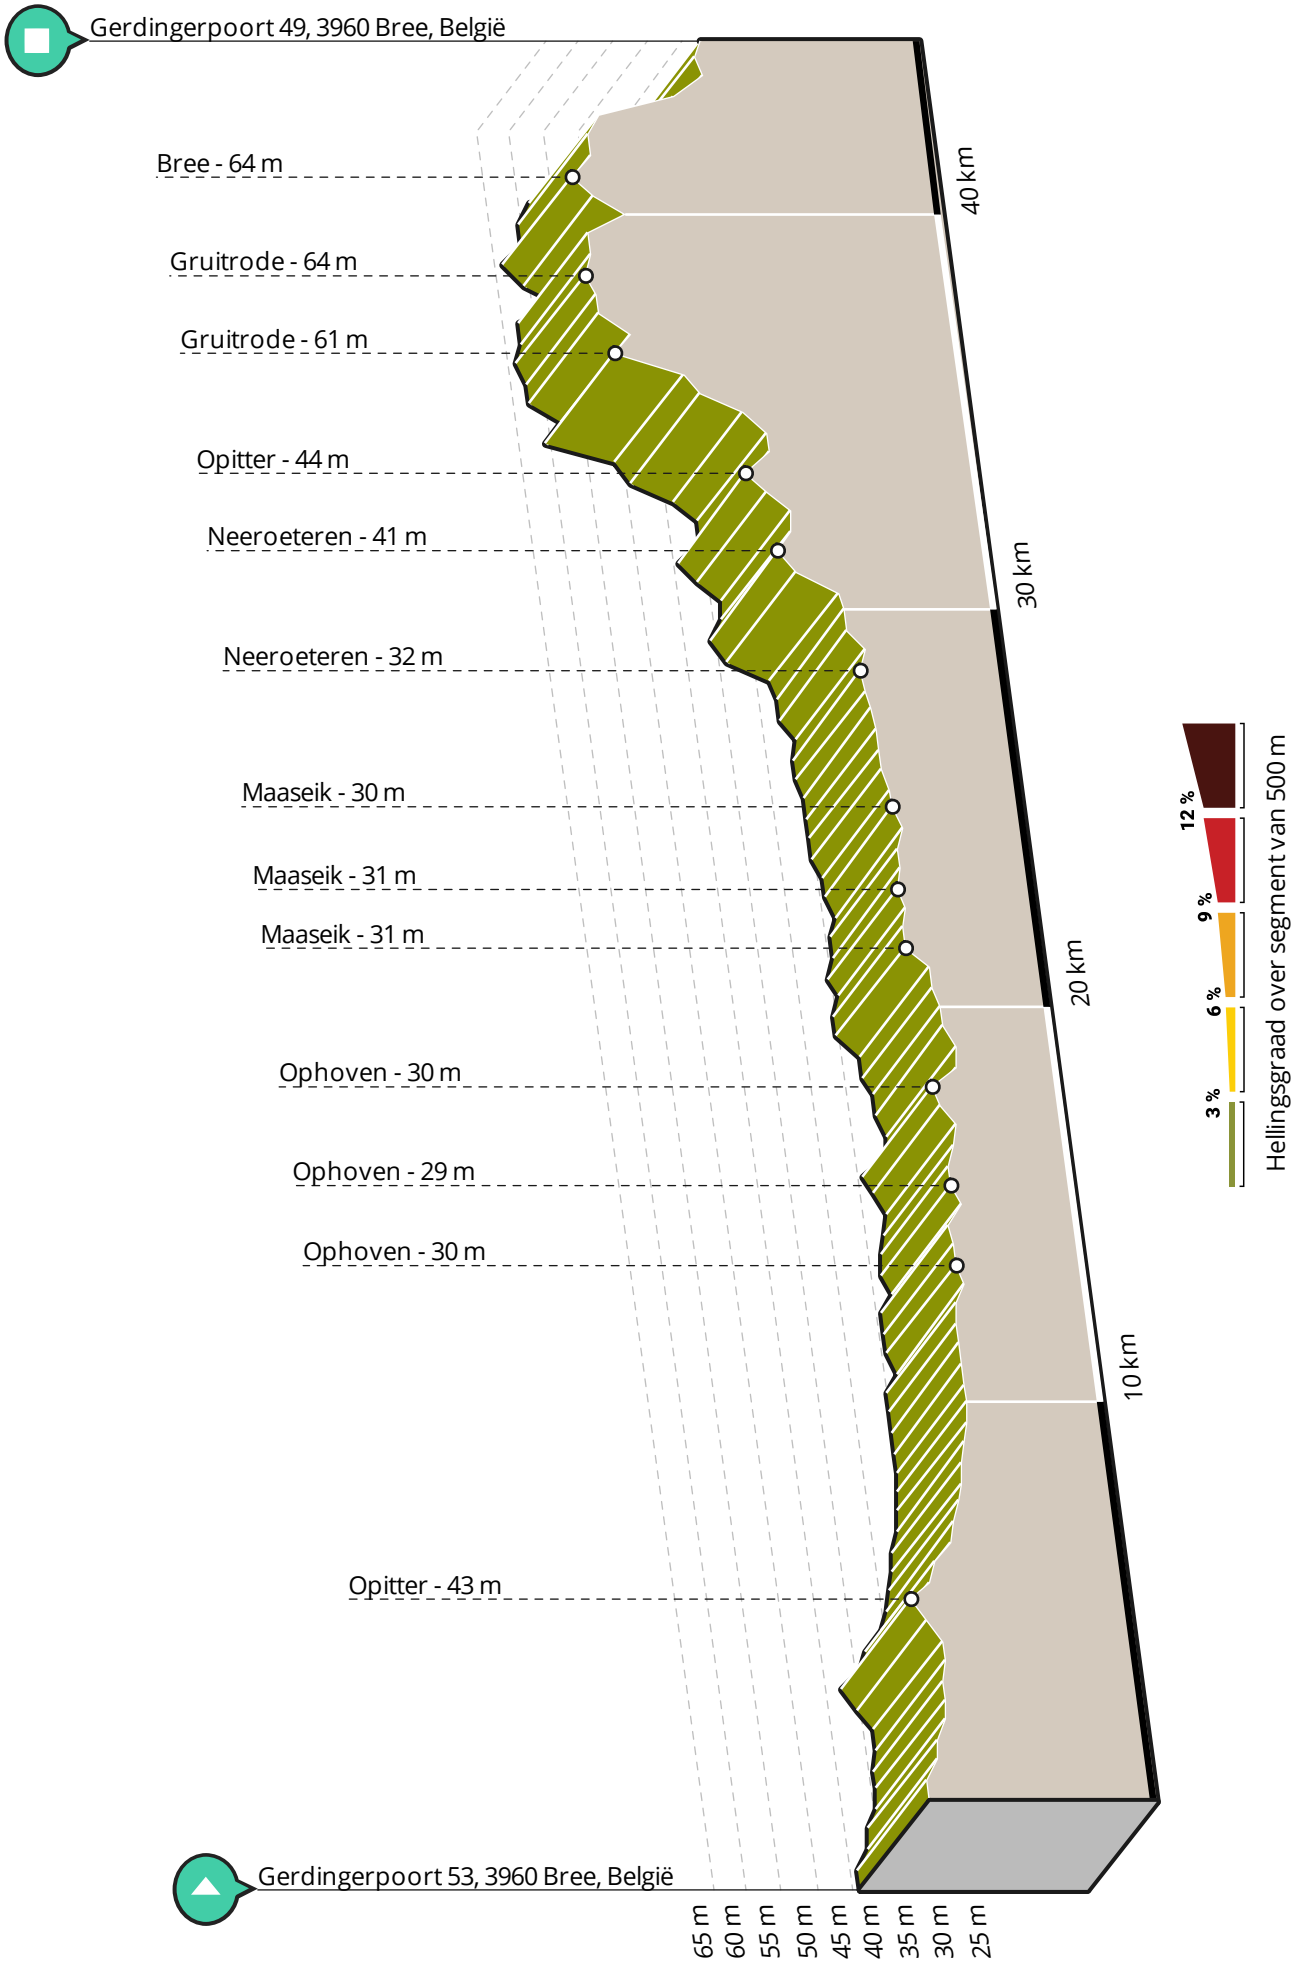 Gerdingerpoort 49, 3960 Bree, België
Bree - 64 m
Gruitrode - 64 m
Gruitrode - 61 m
Opitter - 44 m
Neeroeteren - 41 m
Neeroeteren - 32 m
Maaseik - 30 m
Maaseik - 31 m
Maaseik - 31 m
Ophoven - 30 m
Ophoven - 29 m
Ophoven - 30 m
Opitter - 43 m
Gerdingerpoort 53, 3960 Bree, België
40 km
30 km
20 km
10 km
65 m
60 m
55 m
50 m
45 m
40 m
35 m
30 m
25 m
12 %
9 %
6 %
3 %
Hellingsgraad over segment van 500 m